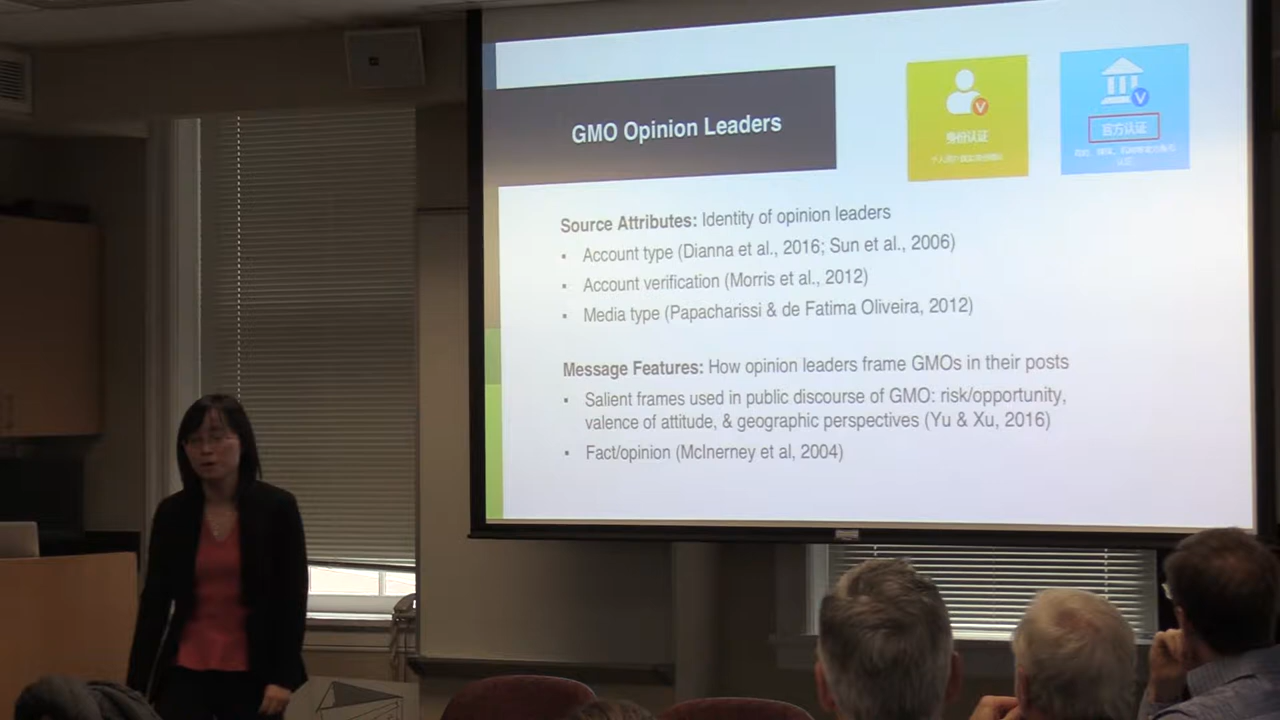 GMO Opinion Leaders
V
身份认证
V
官方认证
Source Attributes: Identity of opinion leaders
▪ Account type (Dianna et al., 2016; Sun et al., 2006)
▪ Account verification (Morris et al., 2012)
▪ Media type (Papacharissi & de Fatima Oliveira, 2012)
Message Features: How opinion leaders frame GMOs in their posts
▪ Salient frames used in public discourse of GMO: risk/opportunity,
valence of attitude, & geographic perspectives (Yu & Xu, 2016)
▪ Fact/opinion (McInerney et al, 2004)